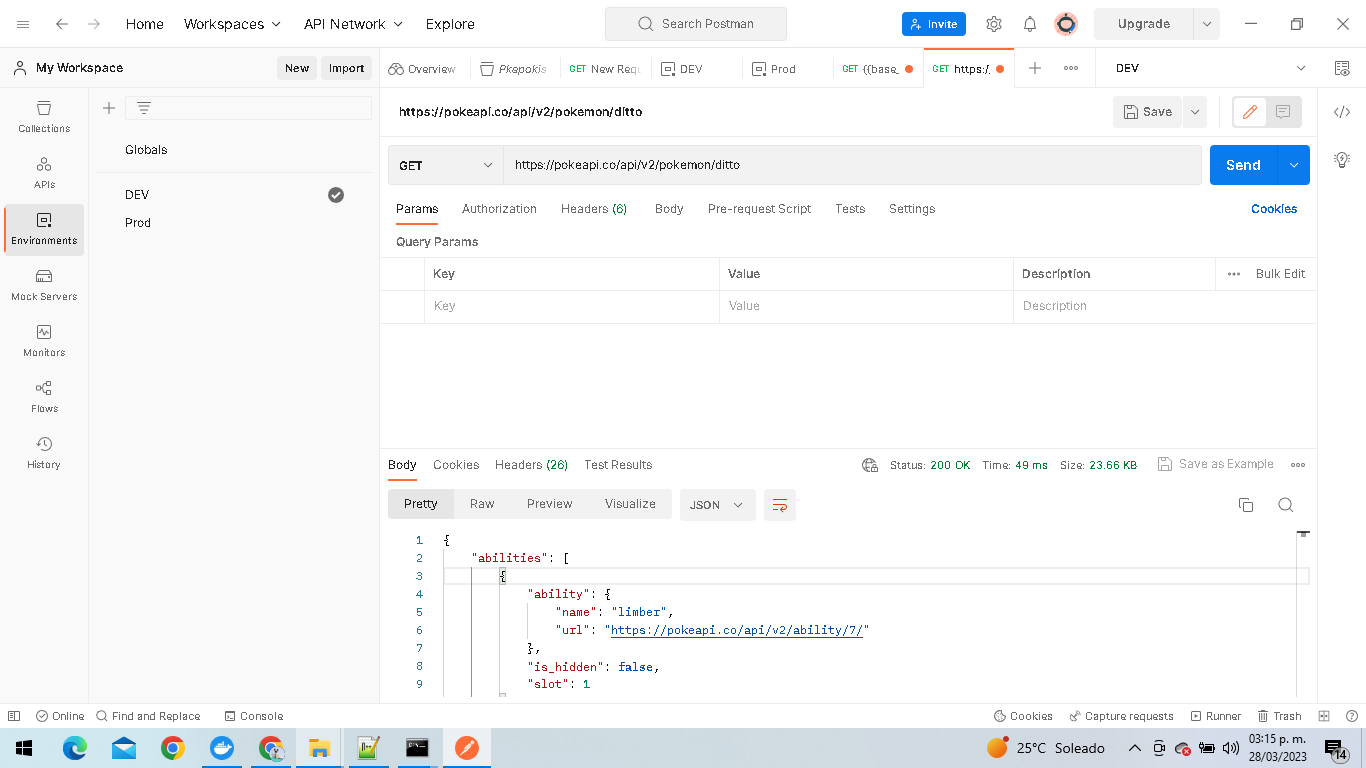 Home Workspaces API Network Explore Search Postman Invite Upgrade
My Workspace New Import Overview Pkapokis GET New Requ DEV Prod GET {{base_ GET https:/, DEV
Collections
APIs
Environments
Mock Servers
Monitors
Flows
History
Globals
DEV
Prod
https://pokeapi.co/api/v2/pokemon/ditto Save
GET https://pokeapi.co/api/v2/pokemon/ditto Send
Params Authorization Headers (6) Body Pre-request Script Tests Settings Cookies
Query Params
Key Value Description Bulk Edit
Key Value Description
Body Cookies Headers (26) Test Results Status: 200 OK Time: 49 ms Size: 23.66 KB Save as Example
Pretty Raw Preview Visualize JSON
1 {
2 "abilities": [
3 {
4 "ability": {
5 "name": "limber",
6 "url": "https://pokeapi.co/api/v2/ability/7/"
7 },
8 "is_hidden": false,
9 "slot": 1
Online Find and Replace Console Cookies Capture requests Runner Trash
25°C Soleado 03:15 p. m.
28/03/2023
14